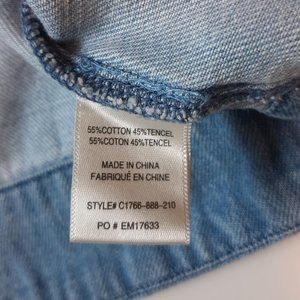 55%COTTON 45%TENCEL
55%COTON 45%TENCEL
MADE IN CHINA
FABRIQUÉ EN CHINE
STYLE# C1766-888-210
PO # EM17633